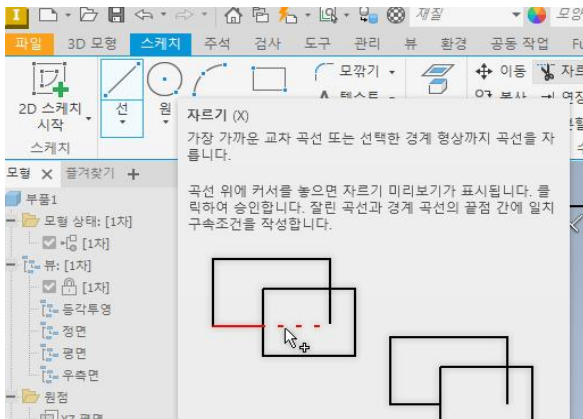 재질
모양
파일 3D 모형 스케치 주석 검사 도구 관리 뷰 환경 공동 작업
모깎기 이동 자르
2D 스케치
시작
선 원
스케치
자르기 (X)
가장 가까운 교차 곡선 또는 선택한 경계 형상까지 곡선을 자
릅니다.
곡선 위에 커서를 놓으면 자르기 미리보기가 표시됩니다. 클
릭하여 승인합니다. 잘린 곡선과 경계 곡선의 끝점 간에 일치
구속조건을 작성합니다.
모형 즐겨찾기
부품1
모형 상태: [1차]
[1차]
뷰: [1차]
[1차]
등각투영
정면
평면
우측면
원점
YZ 평면